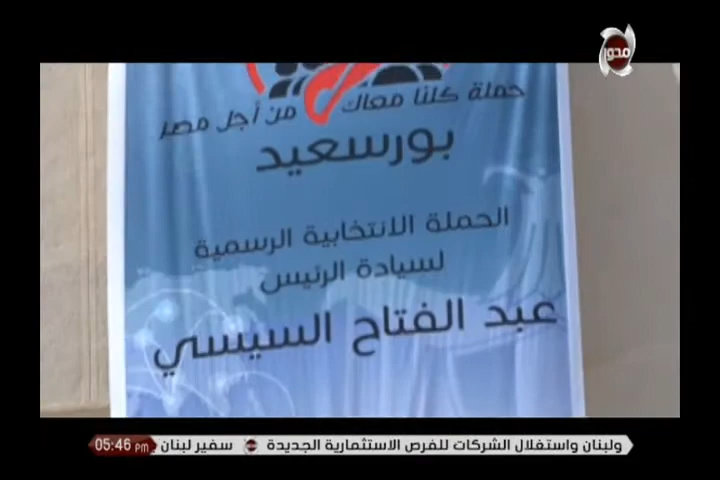 محور
حملة كلنا معاك من أجل مصر
بورسعيد
الحملة الانتخابية الرسمية
لسيادة الرئيس
عبد الفتاح السيسي
ولبنان واستغلال الشركات للفرص الاستثمارية الجديدة سفير لبنان
05:46 PM